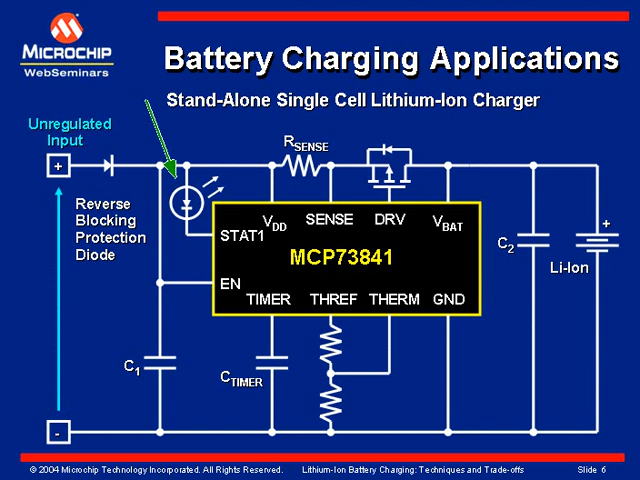 MICROCHIP
WebSeminars
Battery Charging Applications
Stand-Alone Single Cell Lithium-Ion Charger
Unregulated
Input
+
Reverse
Blocking
Protection
Diode
RSENSE
VDD
SENSE
DRV
VBAT
STAT1
MCP73841
EN
TIMER
THREF
THERM
GND
C2
+
Li-Ion
C1
CTIMER
-
© 2004 Microchip Technology Incorporated. All Rights Reserved.
Lithium-Ion Battery Charging: Techniques and Trade-offs
Slide 6